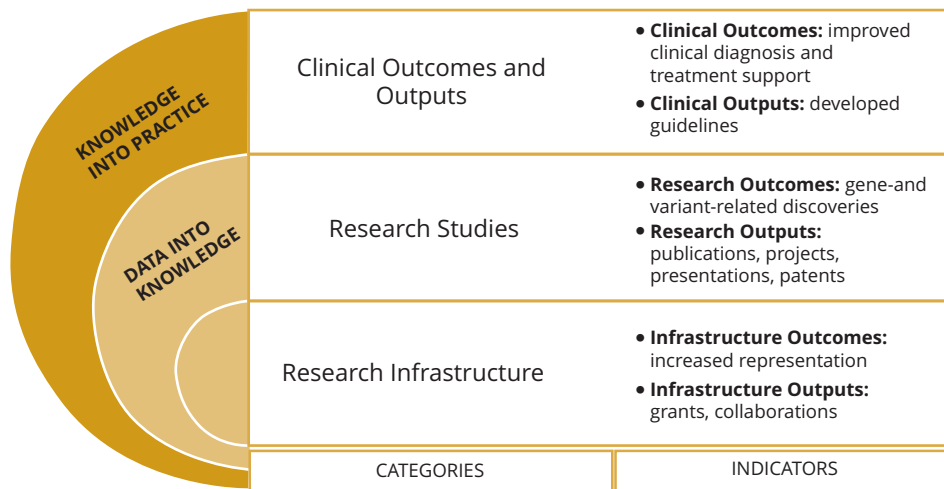 KNOWLEDGE
INTO PRACTICE
DATA INTO
KNOWLEDGE
Clinical Outcomes and
Outputs
• Clinical Outcomes: improved
clinical diagnosis and
treatment support
• Clinical Outputs: developed
guidelines
Research Studies
• Research Outcomes: gene-and
variant-related discoveries
• Research Outputs:
publications, projects,
presentations, patents
Research Infrastructure
• Infrastructure Outcomes:
increased representation
• Infrastructure Outputs:
grants, collaborations
CATEGORIES
INDICATORS